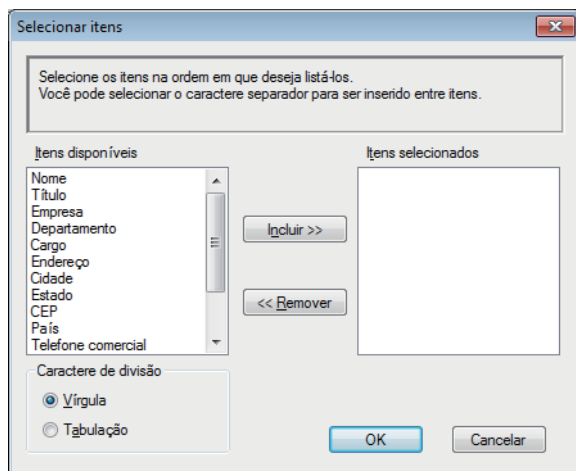 Selecionar itens
Selecione os itens na ordem em que deseja listá-los.
Você pode selecionar o caractere separador para ser inserido entre itens.
Itens disponíveis
Itens selecionados
Nome
Título
Empresa
Departamento
Cargo
Endereço
Cidade
Estado
CEP
País
Telefone comercial
Incluir >>
<< Remover
Caractere de divisão
Vírgula
Tabulação
OK
Cancelar